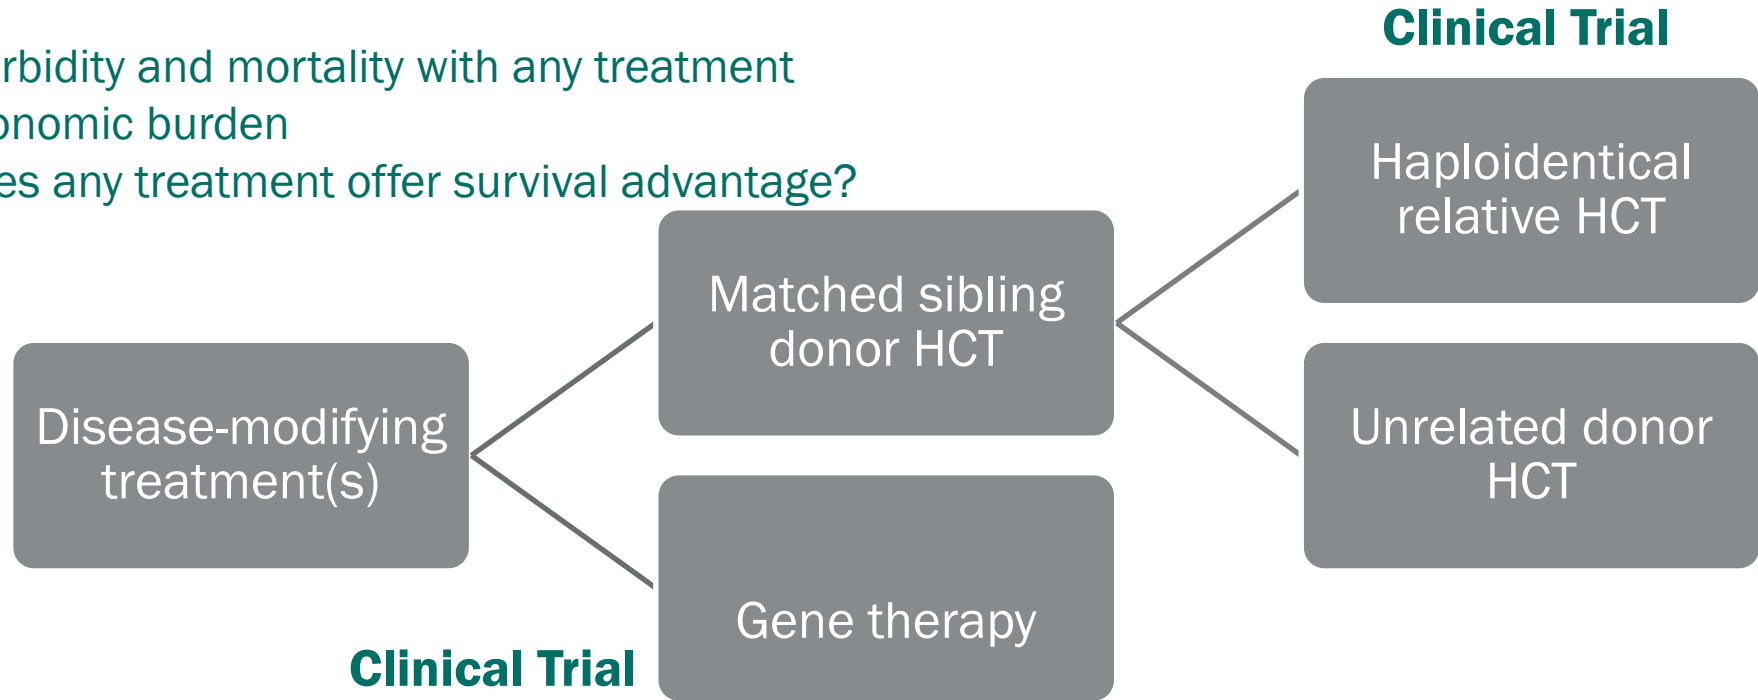 Clinical Trial
rbidity and mortality with any treatment
onomic burden
es any treatment offer survival advantage?
Haploidentical
relative HCT
Matched sibling
donor HCT
Disease-modifying
treatment(s)
Unrelated donor
HCT
Gene therapy
Clinical Trial